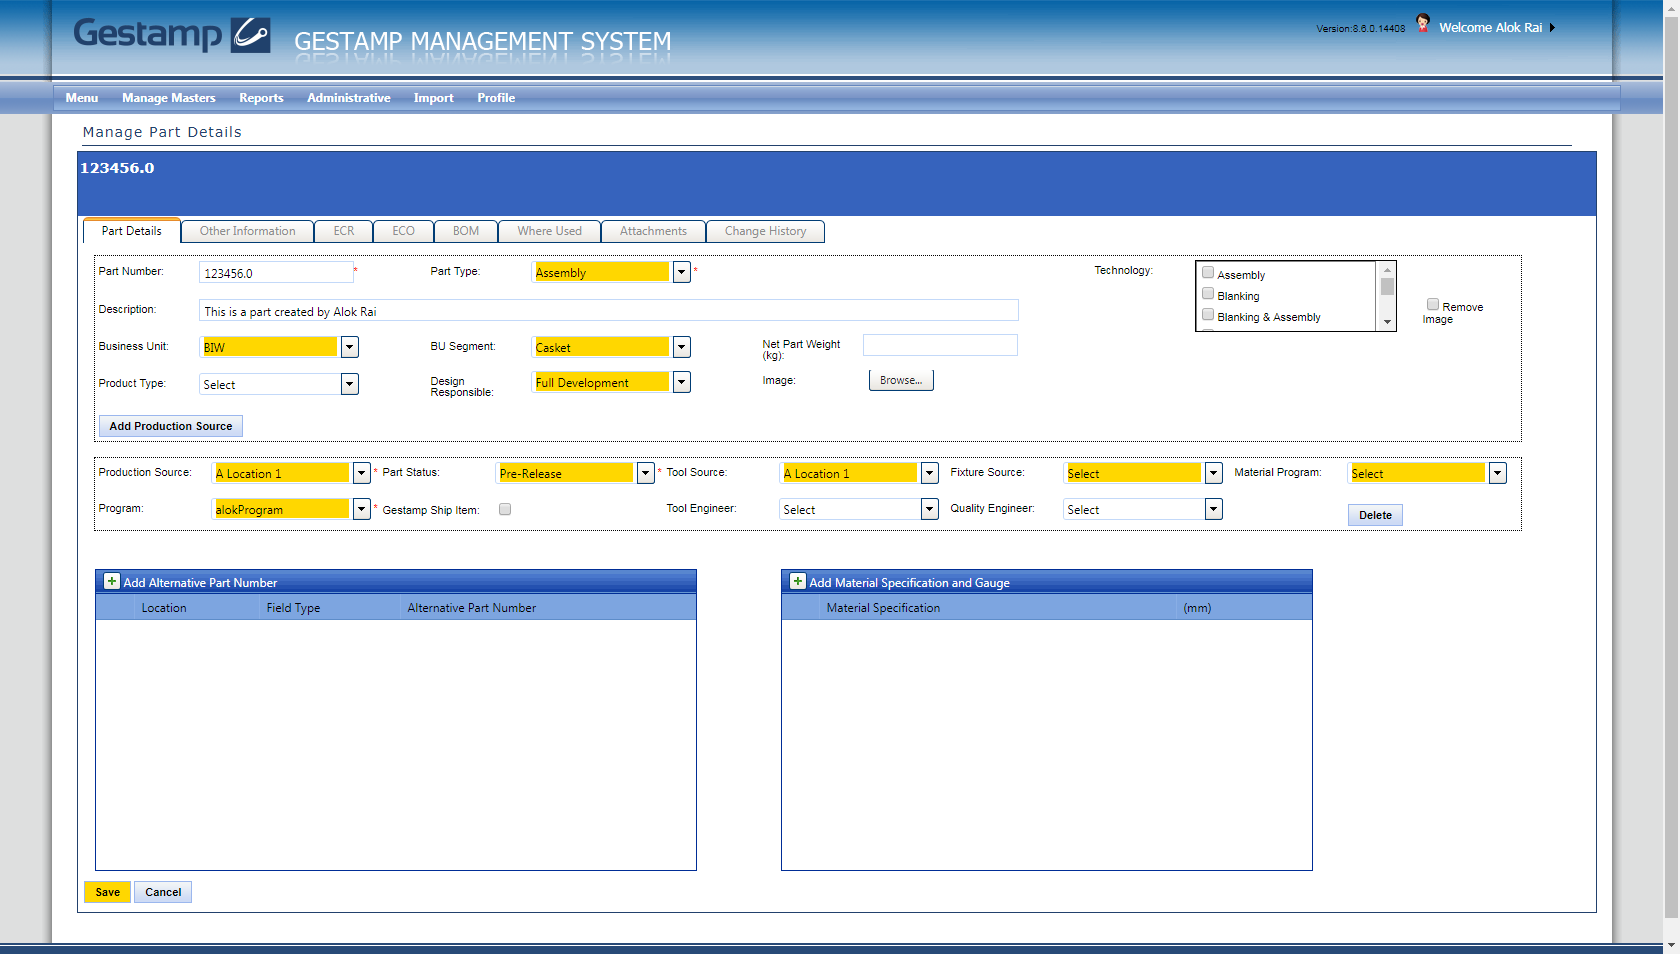 Gestamp
GESTAMP MANAGEMENT SYSTEM
Version:8.6.0.14408
Welcome Alok Rai
Menu Manage Masters Reports Administrative Import Profile
Manage Part Details
123456.0
Part Details Other Information ECR ECO BOM Where Used Attachments Change History
Part Number: 123456.0 * Part Type: Assembly * Technology: Assembly
Blanking
Blanking & Assembly
Remove
Image
Description: This is a part created by Alok Rai
Business Unit: BIW BU Segment: Casket Net Part Weight
(kg):
Product Type: Select Design
Responsible: Full Development Image: Browse...
Add Production Source
Production Source: A Location 1 * Part Status: Pre-Release * Tool Source: A Location 1 Fixture Source: Select Material Program: Select
Program: alokProgram * Gestamp Ship Item: Tool Engineer: Select Quality Engineer: Select Delete
Add Alternative Part Number
Location Field Type Alternative Part Number
Add Material Specification and Gauge
Material Specification (mm)
Save Cancel